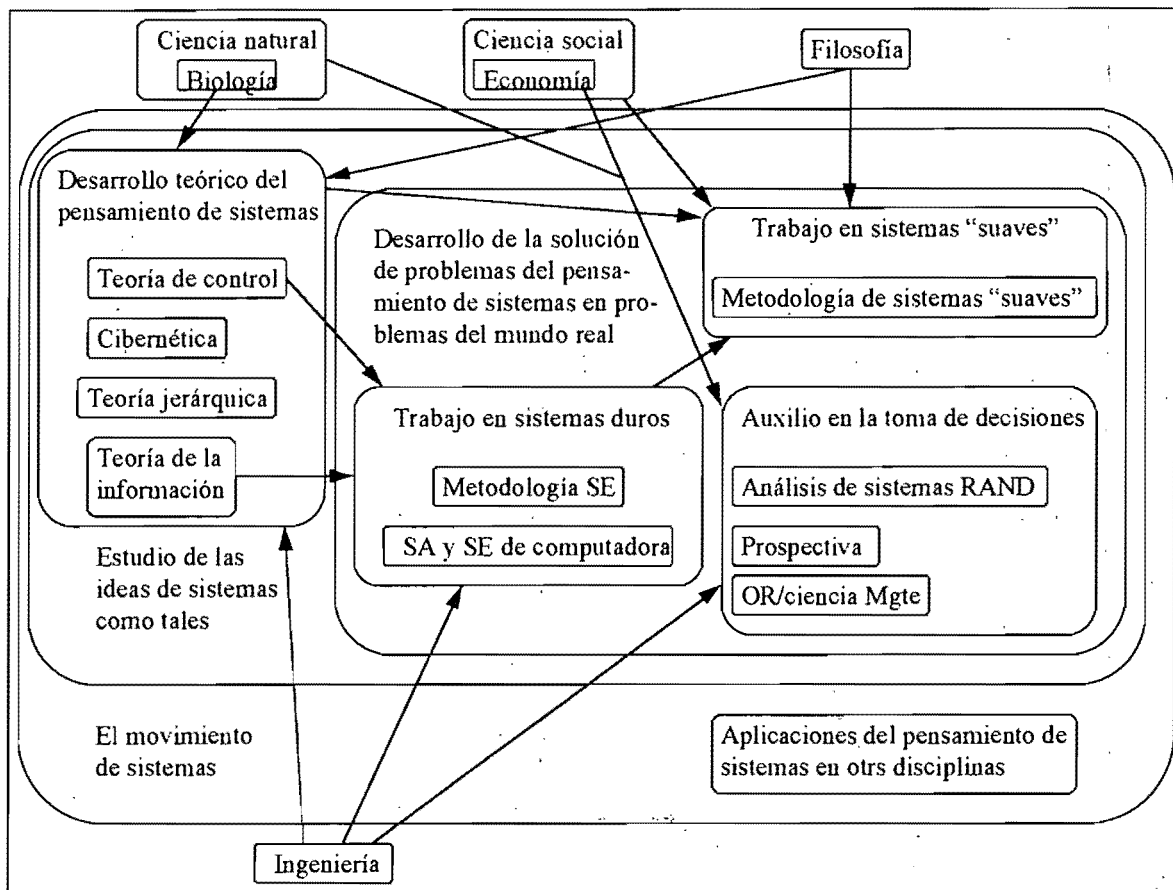 Ciencia natural
Biología
Ciencia social
Economía
Filosofía
Desarrollo teórico del
pensamiento de sistemas
Teoría de control
Cibernética
Teoría jerárquica
Teoría de la
información
Desarrollo de la solución
de problemas del pensa-
miento de sistemas en pro-
blemas del mundo real
Trabajo en sistemas "suaves"
Metodología de sistemas "suaves"
Trabajo en sistemas duros
Metodología SE
SA y SE de computadora
Auxilio en la toma de decisiones
Análisis de sistemas RAND
Prospectiva
OR/ciencia Mgte
Estudio de las
ideas de sistemas
como tales
El movimiento
de sistemas
Aplicaciones del pensamiento de
sistemas en otrs disciplinas
Ingeniería